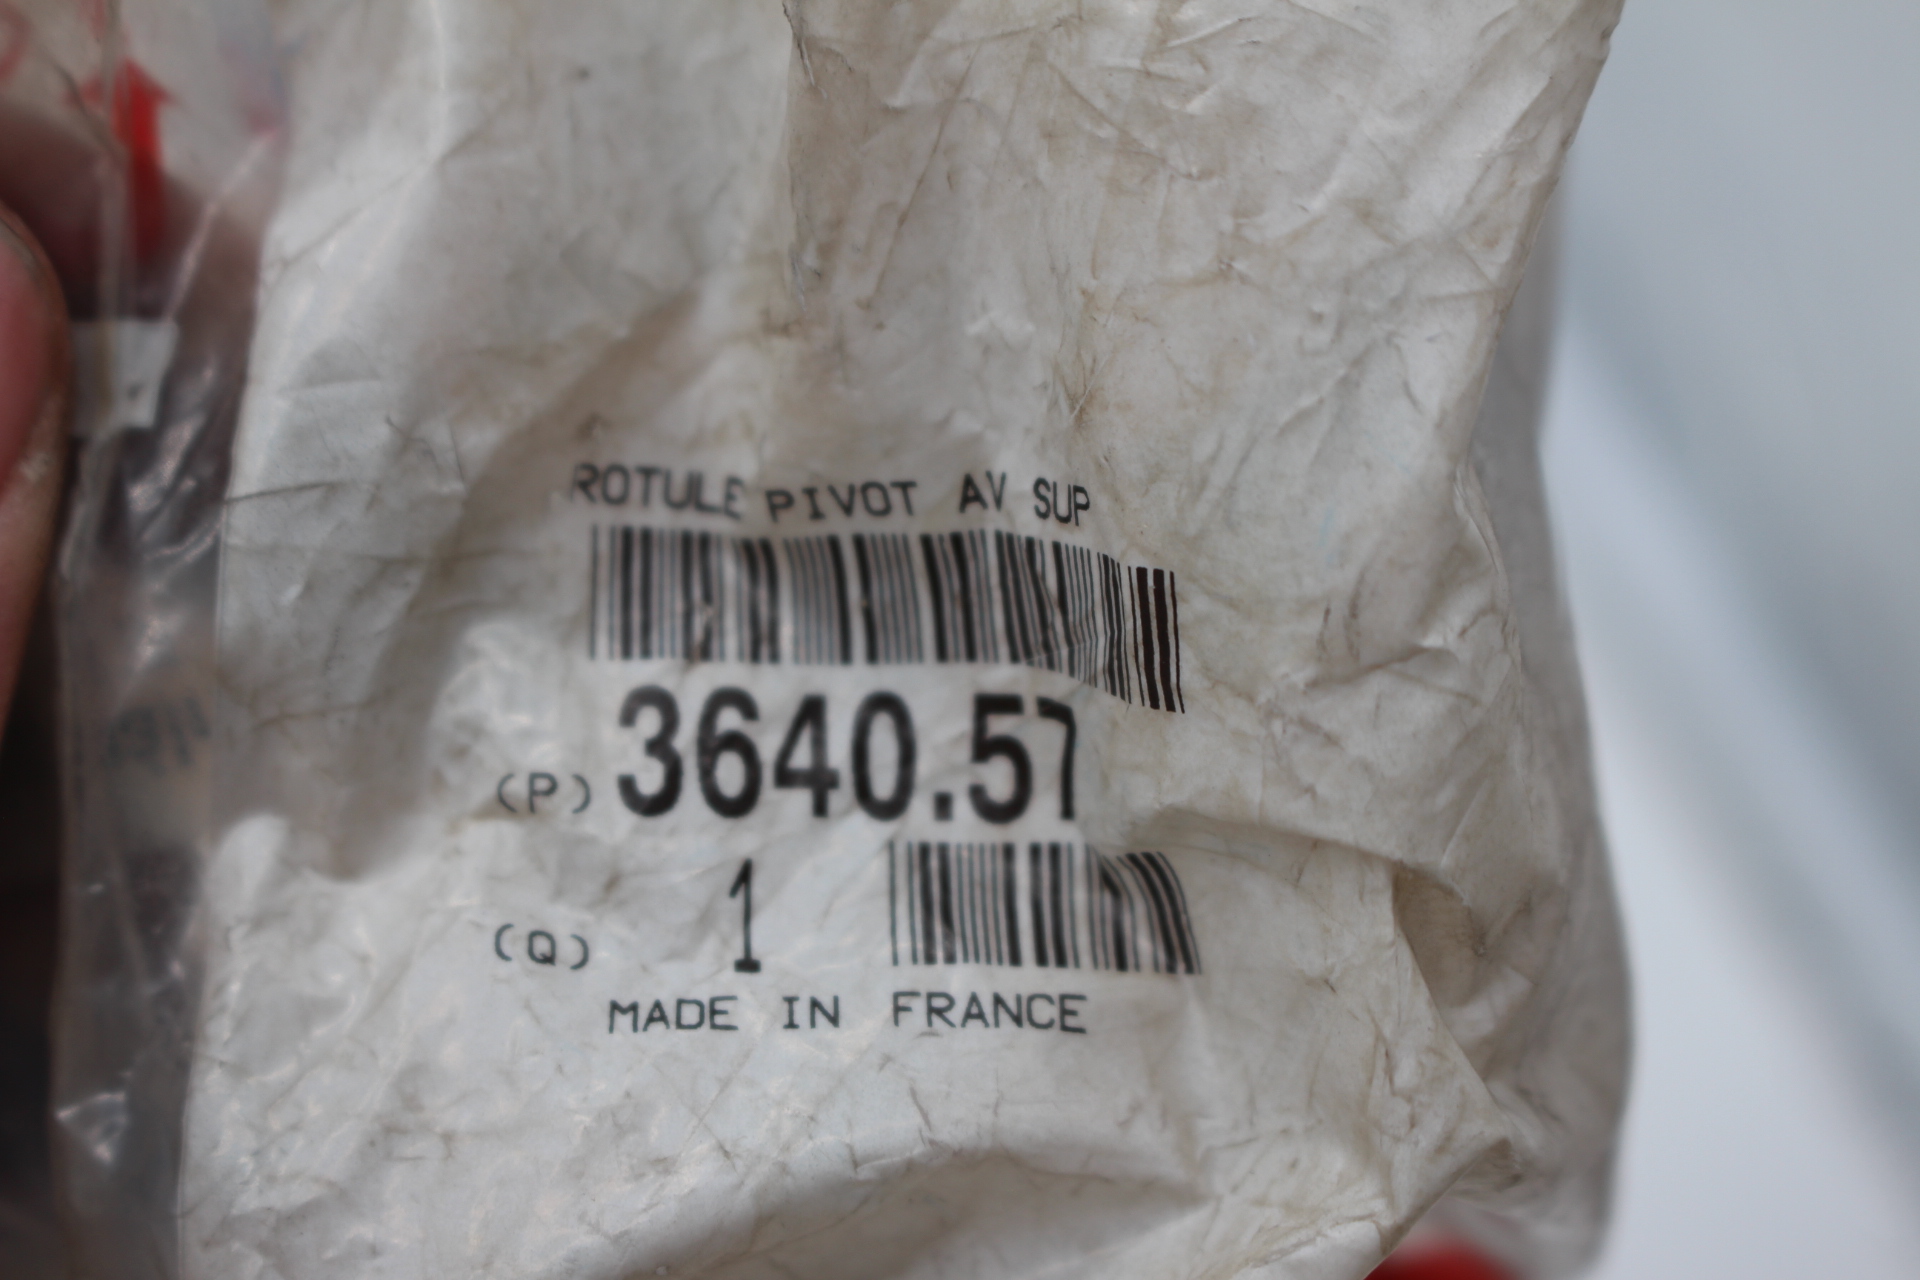 ROTULE PIVOT AV SUP
(P) 3640.57
(Q) 1
MADE IN FRANCE